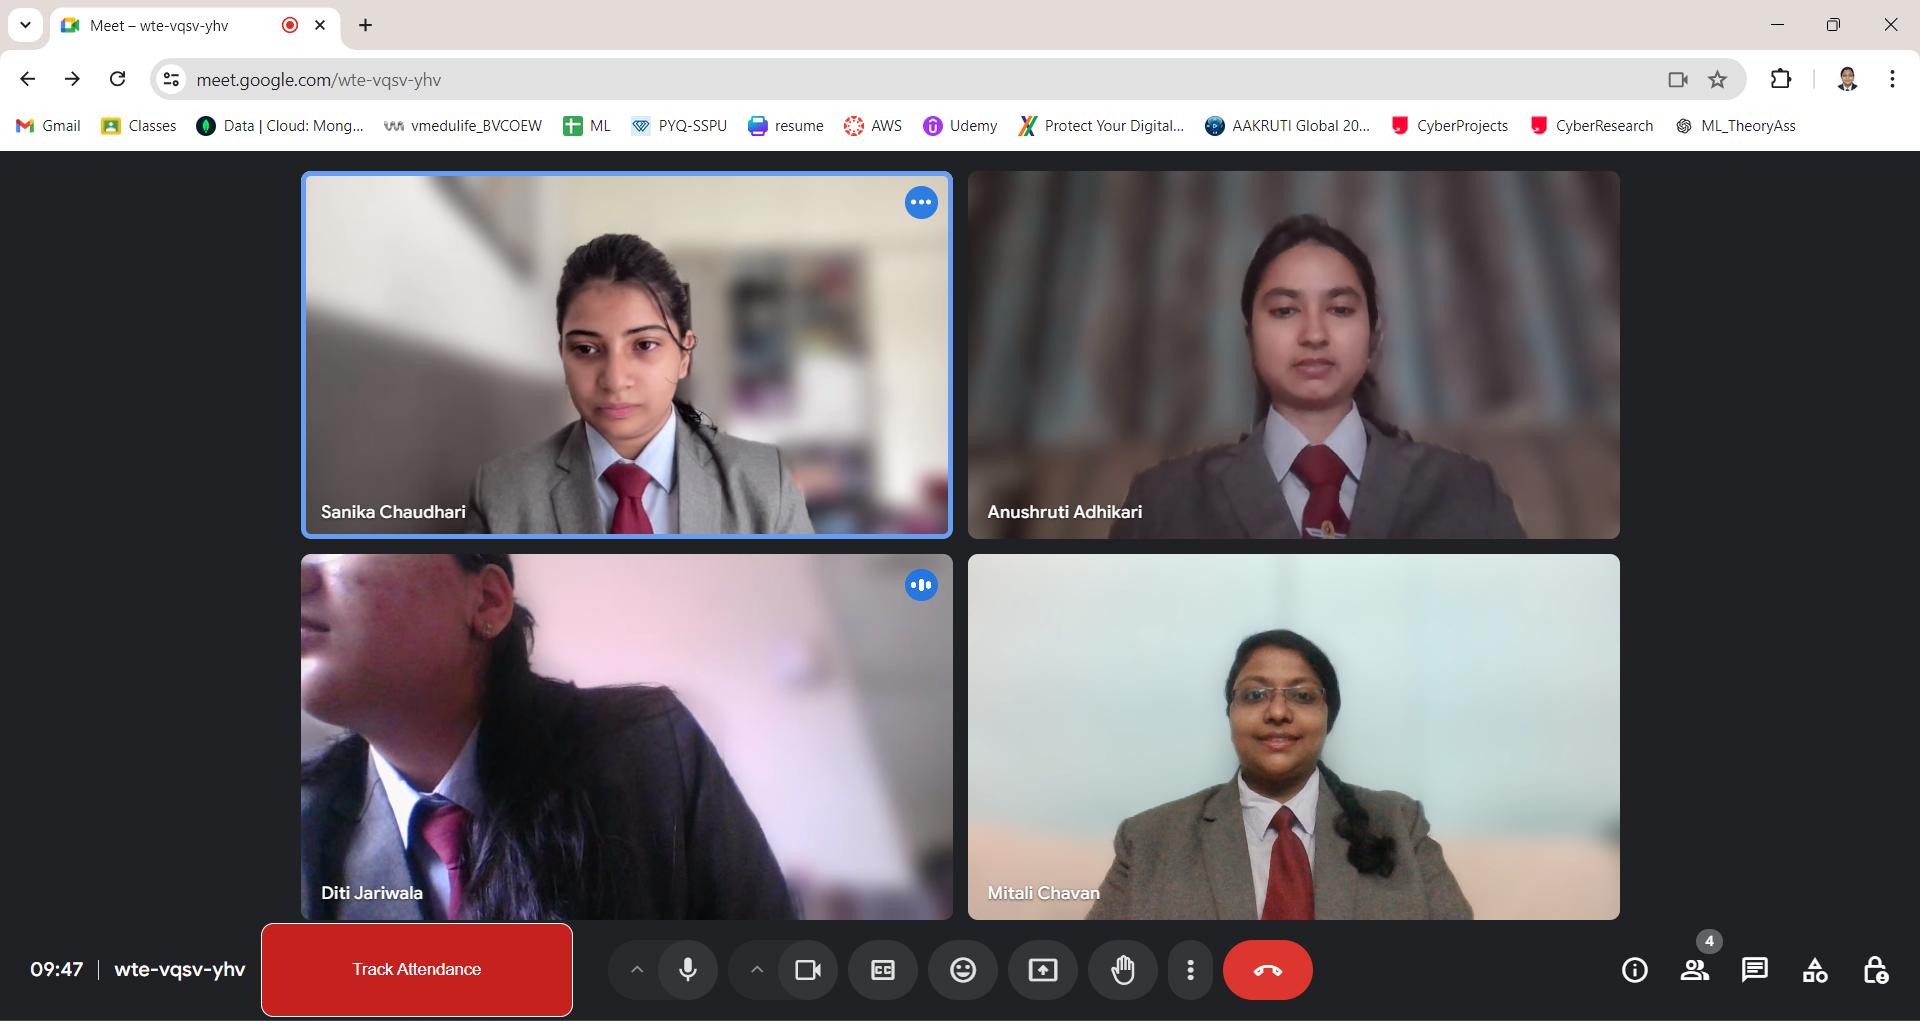 Meet – wte-vqsv-yhv
meet.google.com/wte-vqsv-yhv
Gmail
Classes
Data | Cloud: Mong...
vmedulife_BVCOEW
ML
PYQ-SSPU
resume
AWS
Udemy
Protect Your Digital...
AAKRUTI Global 20...
CyberProjects
CyberResearch
ML_TheoryAss
Sanika Chaudhari
Anushruti Adhikari
Diti Jariwala
Mitali Chavan
09:47
wte-vqsv-yhv
Track Attendance
CC
4